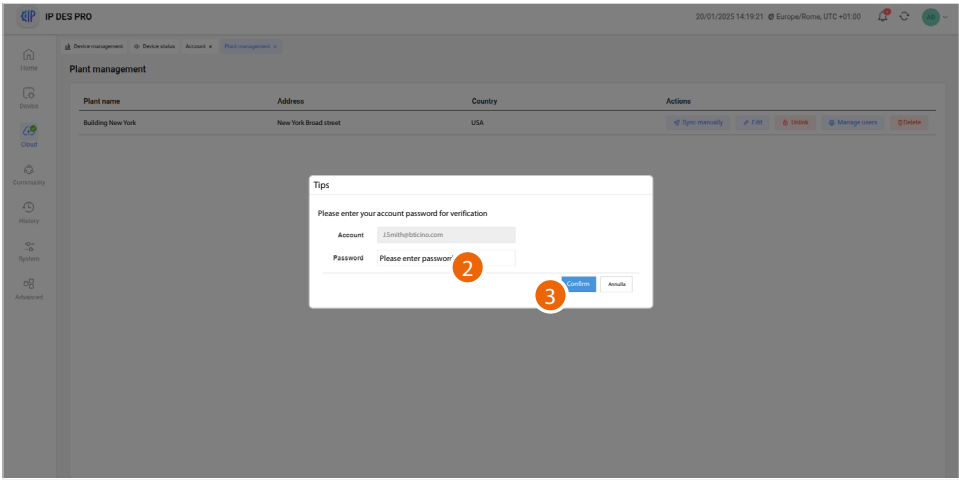 IP DES PRO
20/01/2025 14:19:21 Europe/Rome, UTC +01:00
JS
Device management Device status Account x Plant management x
Home
Plant management
Device
Plant name Address Country Actions
Building New York New York Broad street USA Sync manually Edit Unlink Manage users Delete
Cloud
Community
History
System
Advanced
Tips
Please enter your account password for verification
Account J.Smith@bticino.com
Password Please enter password
2
Confirm Annulla
3